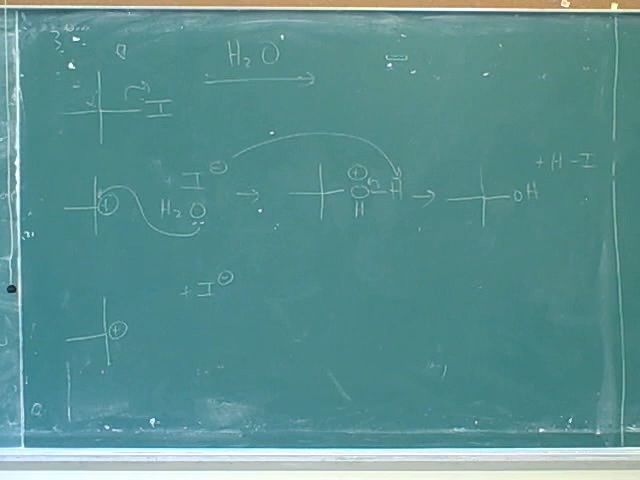 H₂O
I
+ I⊖
⊕ H₂O → ⊕ O – H → OH + H – I
H
+ I⊖
⊕